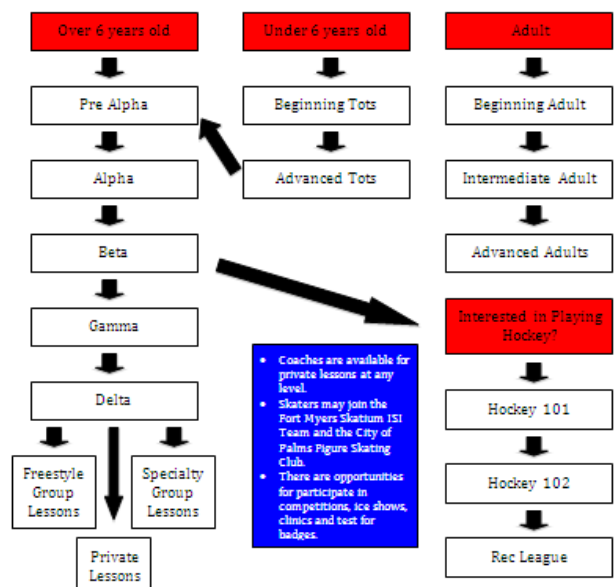 Over 6 years old
Pre Alpha
Alpha
Beta
Gamma
Delta
Freestyle
Group
Lessons
Private
Lessons
Specialty
Group
Lessons
Under 6 years old
Beginning Tots
Advanced Tots
Adult
Beginning Adult
Intermediate Adult
Advanced Adults
Interested in Playing
Hockey?
Hockey 101
Hockey 102
Rec League
• Coaches are available for
private lessons at any
level.
• Skaters may join the
Fort Myers Skatium ISI
Team and the City of
Palms Figure Skating
Club.
• There are opportunities
for participate in
competitions, ice shows,
clinics and test for
badges.